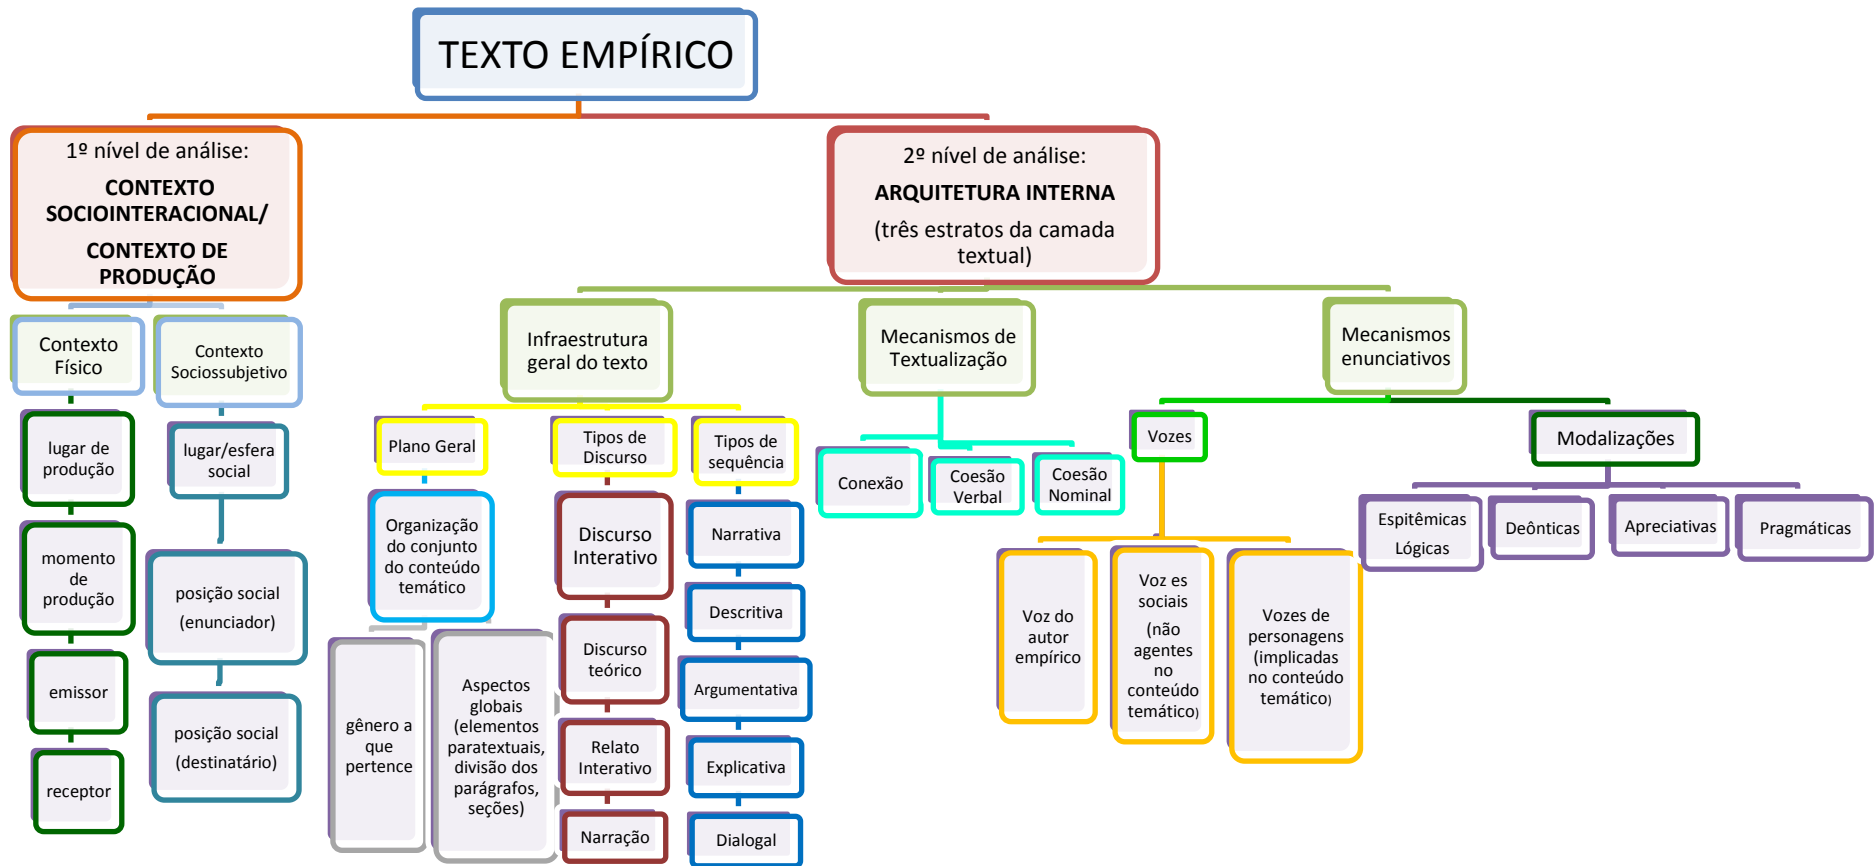 TEXTO EMPÍRICO
1º nível de análise:
CONTEXTO
SOCIOINTERACIONAL/
CONTEXTO DE
PRODUÇÃO
2º nível de análise:
ARQUITETURA INTERNA
(três estratos da camada
textual)
Contexto
Físico
Contexto
Sociossubjetivo
lugar de
produção
momento
de
produção
emissor
receptor
lugar/esfera
social
posição social
(enunciador)
posição social
(destinatário)
Infraestrutura
geral do texto
Plano Geral
Organização
do conjunto
do conteúdo
temático
gênero a
que
pertence
Aspectos
globais
(elementos
paratextuais,
divisão dos
parágrafos,
seções)
Tipos de
Discurso
Discurso
Interativo
Discurso
teórico
Relato
Interativo
Narração
Tipos de
sequência
Narrativa
Descritiva
Argumentativa
Explicativa
Dialogal
Mecanismos de
Textualização
Conexão
Coesão
Verbal
Coesão
Nominal
Mecanismos
enunciativos
Vozes
Voz do
autor
empírico
Voz es
sociais
(não
agentes
no
conteúdo
temático)
Vozes de
personagens
(implicadas
no conteúdo
temático)
Modalizações
Espitêmicas
Lógicas
Deônticas
Apreciativas
Pragmáticas